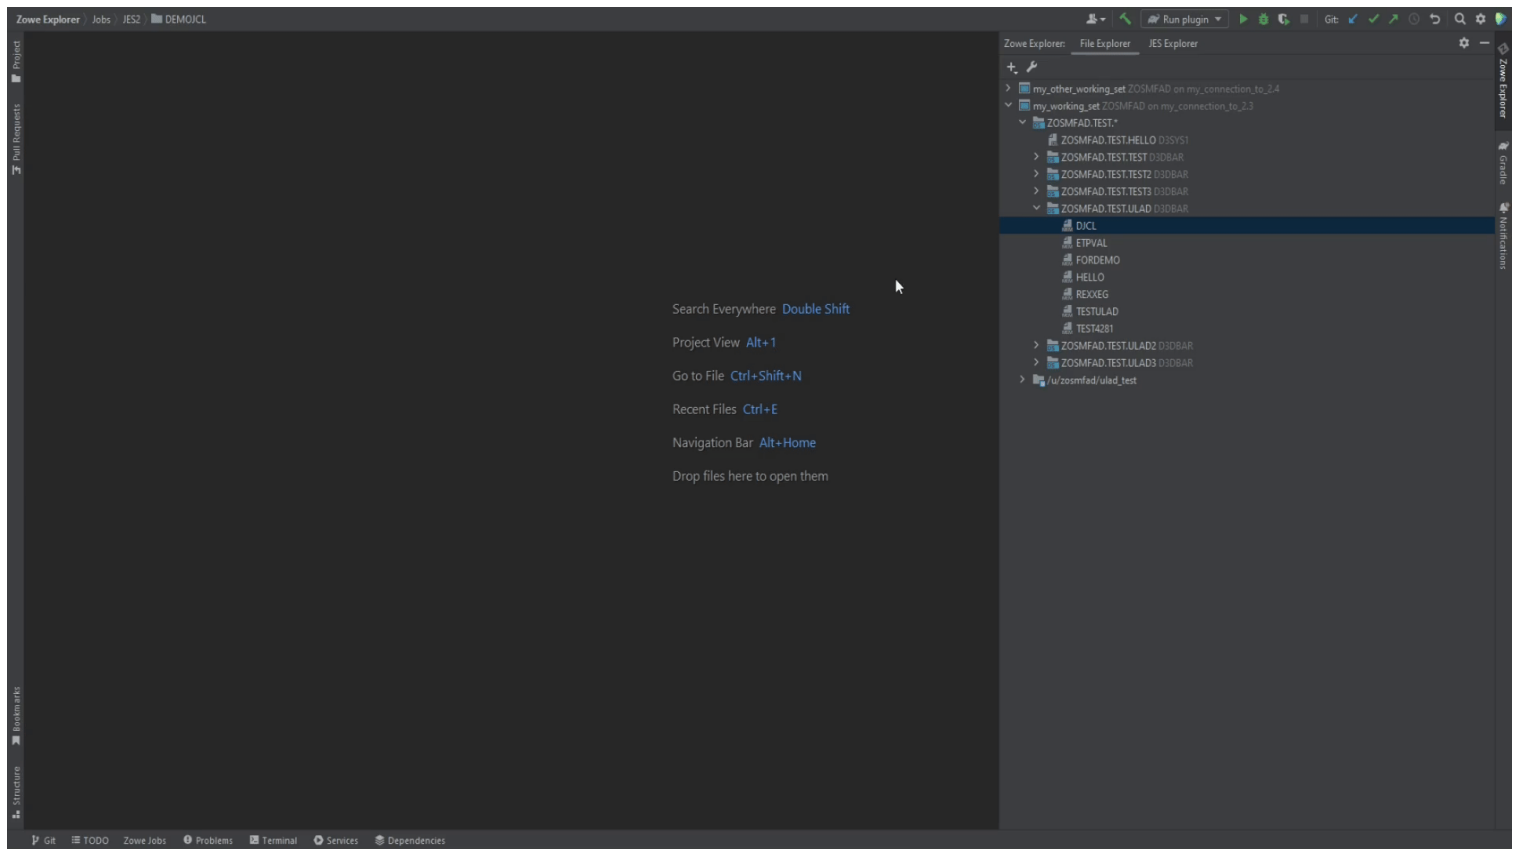 Zowe Explorer Jobs JES2 DEMOJCL
Run plugin
Git:
Project
Pull Requests
Bookmarks
Structure
Search Everywhere Double Shift
Project View Alt+1
Go to File Ctrl+Shift+N
Recent Files Ctrl+E
Navigation Bar Alt+Home
Drop files here to open them
Zowe Explorer: File Explorer JES Explorer
my_other_working_set ZOSMFAD on my_connection_to_2.4
my_working_set ZOSMFAD on my_connection_to_2.3
ZOSMFAD.TEST.*
ZOSMFAD.TEST.HELLO D3SYS1
ZOSMFAD.TEST.TEST D3DBAR
ZOSMFAD.TEST.TEST2 D3DBAR
ZOSMFAD.TEST.TEST3 D3DBAR
ZOSMFAD.TEST.ULAD D3DBAR
DJCL
ETPVAL
FORDEMO
HELLO
REXXEG
TESTULAD
TEST4281
ZOSMFAD.TEST.ULAD2 D3DBAR
ZOSMFAD.TEST.ULAD3 D3DBAR
/u/zosmfad/ulad_test
Zowe Explorer
Gradle
Notifications
Git TODO Zowe Jobs Problems Terminal Services Dependencies